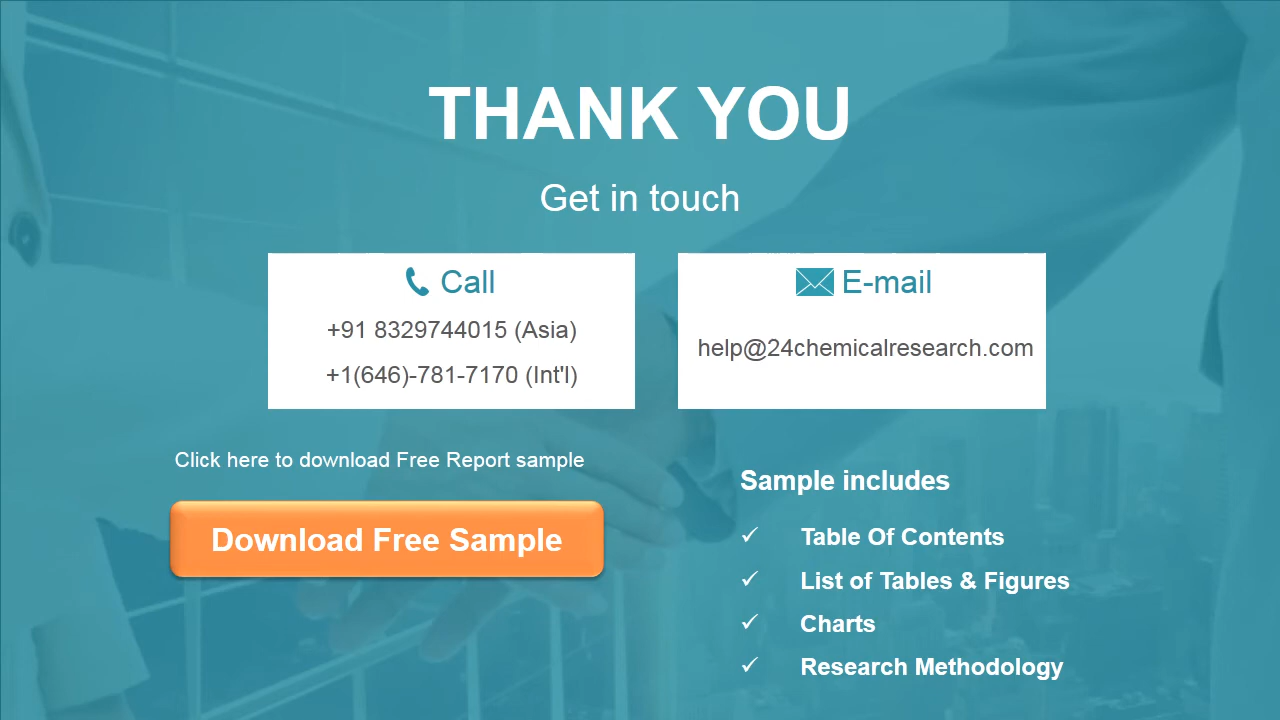 THANK YOU
Get in touch
Call
+91 8329744015 (Asia)
+1(646)-781-7170 (Int'l)
E-mail
help@24chemicalresearch.com
Click here to download Free Report sample
Download Free Sample
Sample includes
✓ Table Of Contents
✓ List of Tables & Figures
✓ Charts
✓ Research Methodology